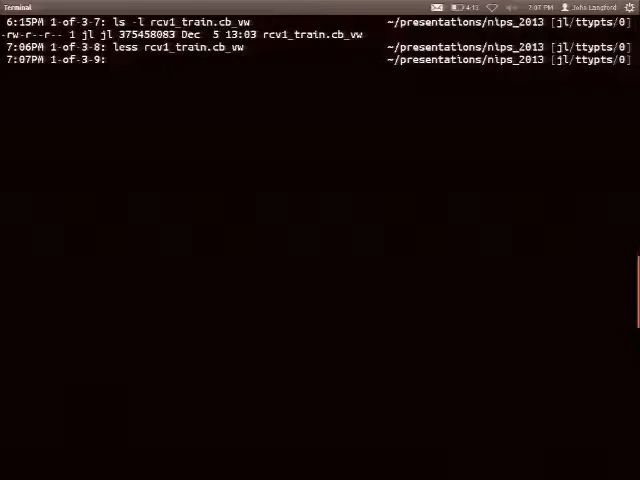 Terminal 4:13 7:07 PM John Langford
6:15PM 1-of-3-7: ls -l rcv1_train.cb_vw ~/presentations/nips_2013 [jl/ttypts/0]
-rw-r--r-- 1 jl jl 375458083 Dec 5 13:03 rcv1_train.cb_vw
7:06PM 1-of-3-8: less rcv1_train.cb_vw ~/presentations/nips_2013 [jl/ttypts/0]
7:07PM 1-of-3-9: ~/presentations/nips_2013 [jl/ttypts/0]